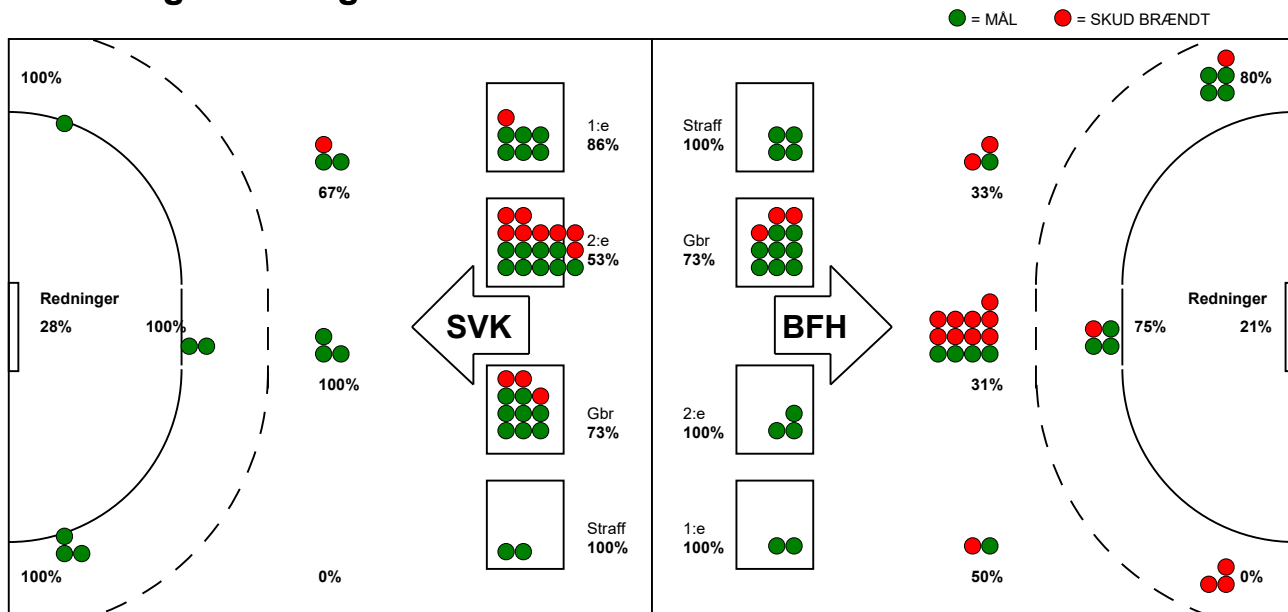 = MÅL = SKUD BRÆNDT
100%
67%
Redninger
28%
100%
100%
100%
0%
SVK
1:e
86%
2:e
53%
Gbr
73%
Straff
100%
Straff
100%
Gbr
73%
BFH
2:e
100%
1:e
100%
33%
31%
50%
80%
75%
Redninger
21%
0%